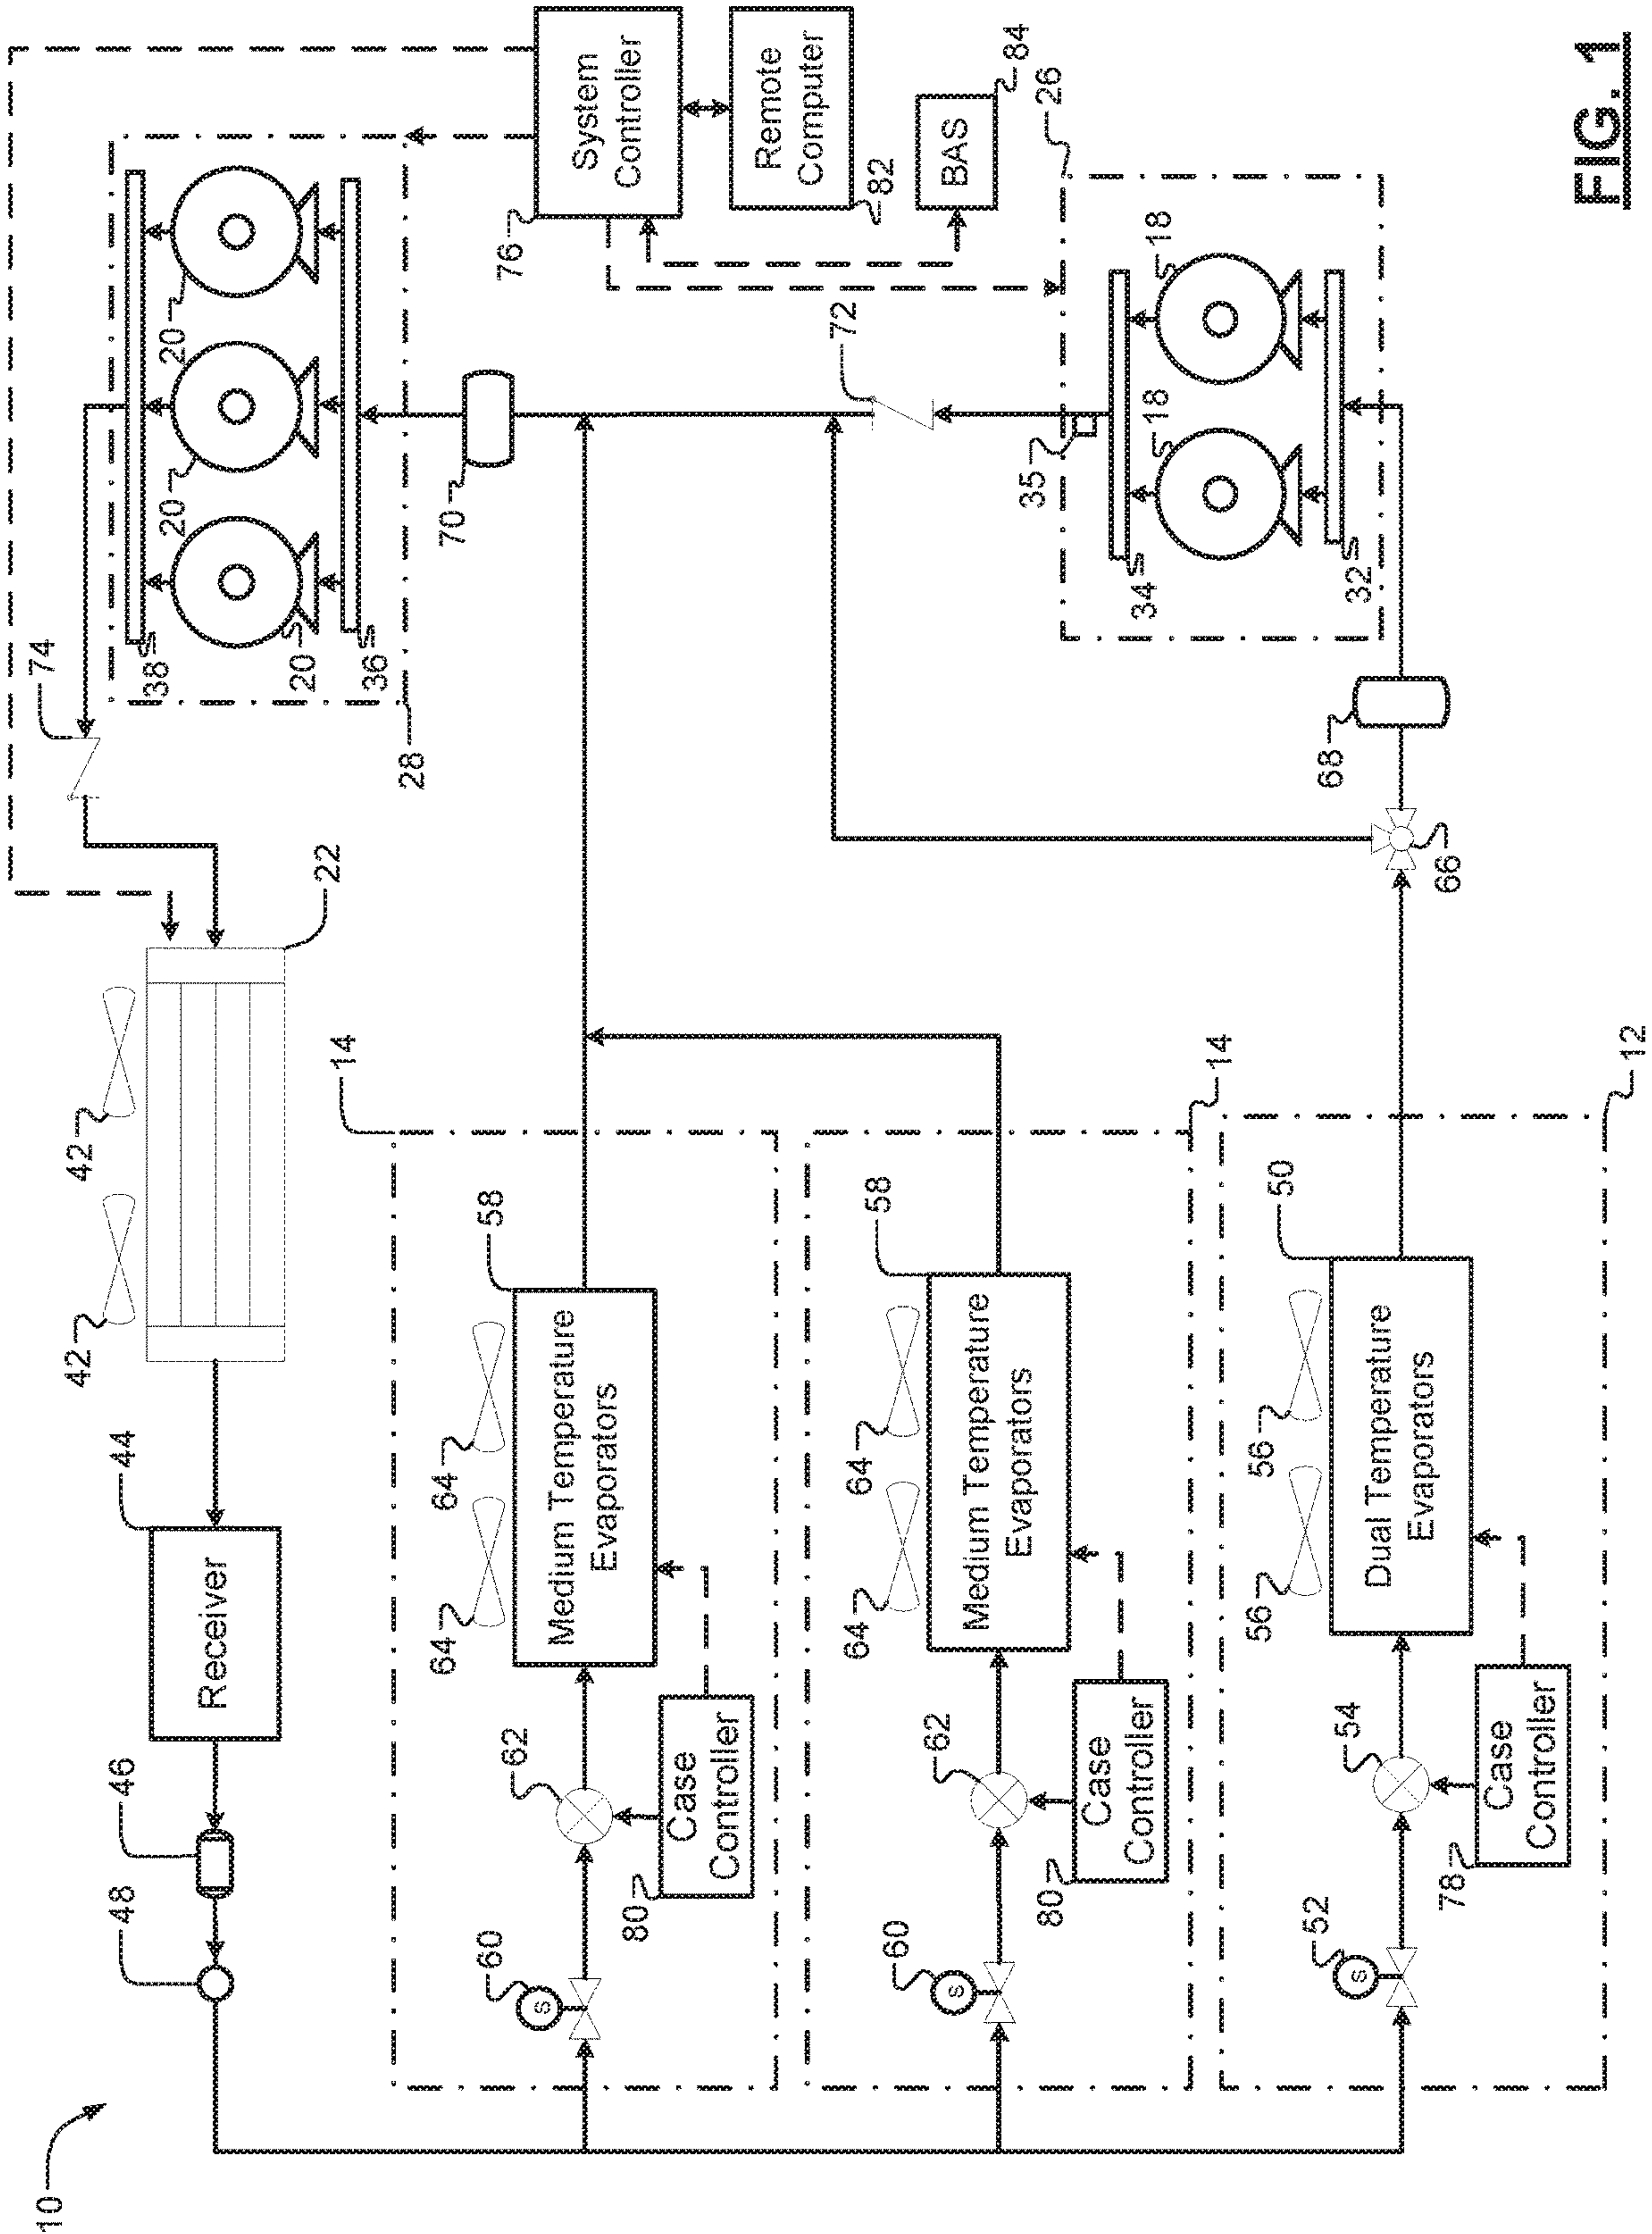 10
74
48
46
44
42
42
38
20
20
Receiver
20
22
14
36
28
64
64
70
60
58
62
76
Medium Temperature
Evaporators
System
Controller
80
Case
Controller
Remote
Computer
72
64
64
58
82
60
S
62
BAS
S
Medium Temperature
Evaporators
84
35
80
26
Case
Controller
34
18
18
14
56
56
50
52
68
54
32
S
Dual Temperature
Evaporators
66
78
Case
Controller
FIG. 1
12